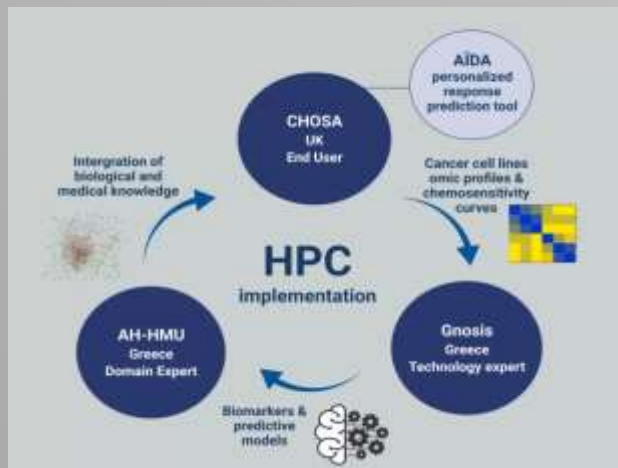 AÏDA
personalized
response
prediction tool
CHOSA
UK
End User
Intergration of
biological and
medical knowledge
Cancer cell lines
omic profiles &
chemosensitivity
curves
HPC
implementation
AH-HMU
Greece
Domain Expert
Gnosis
Greece
Technology expert
Biomarkers &
predictive
models